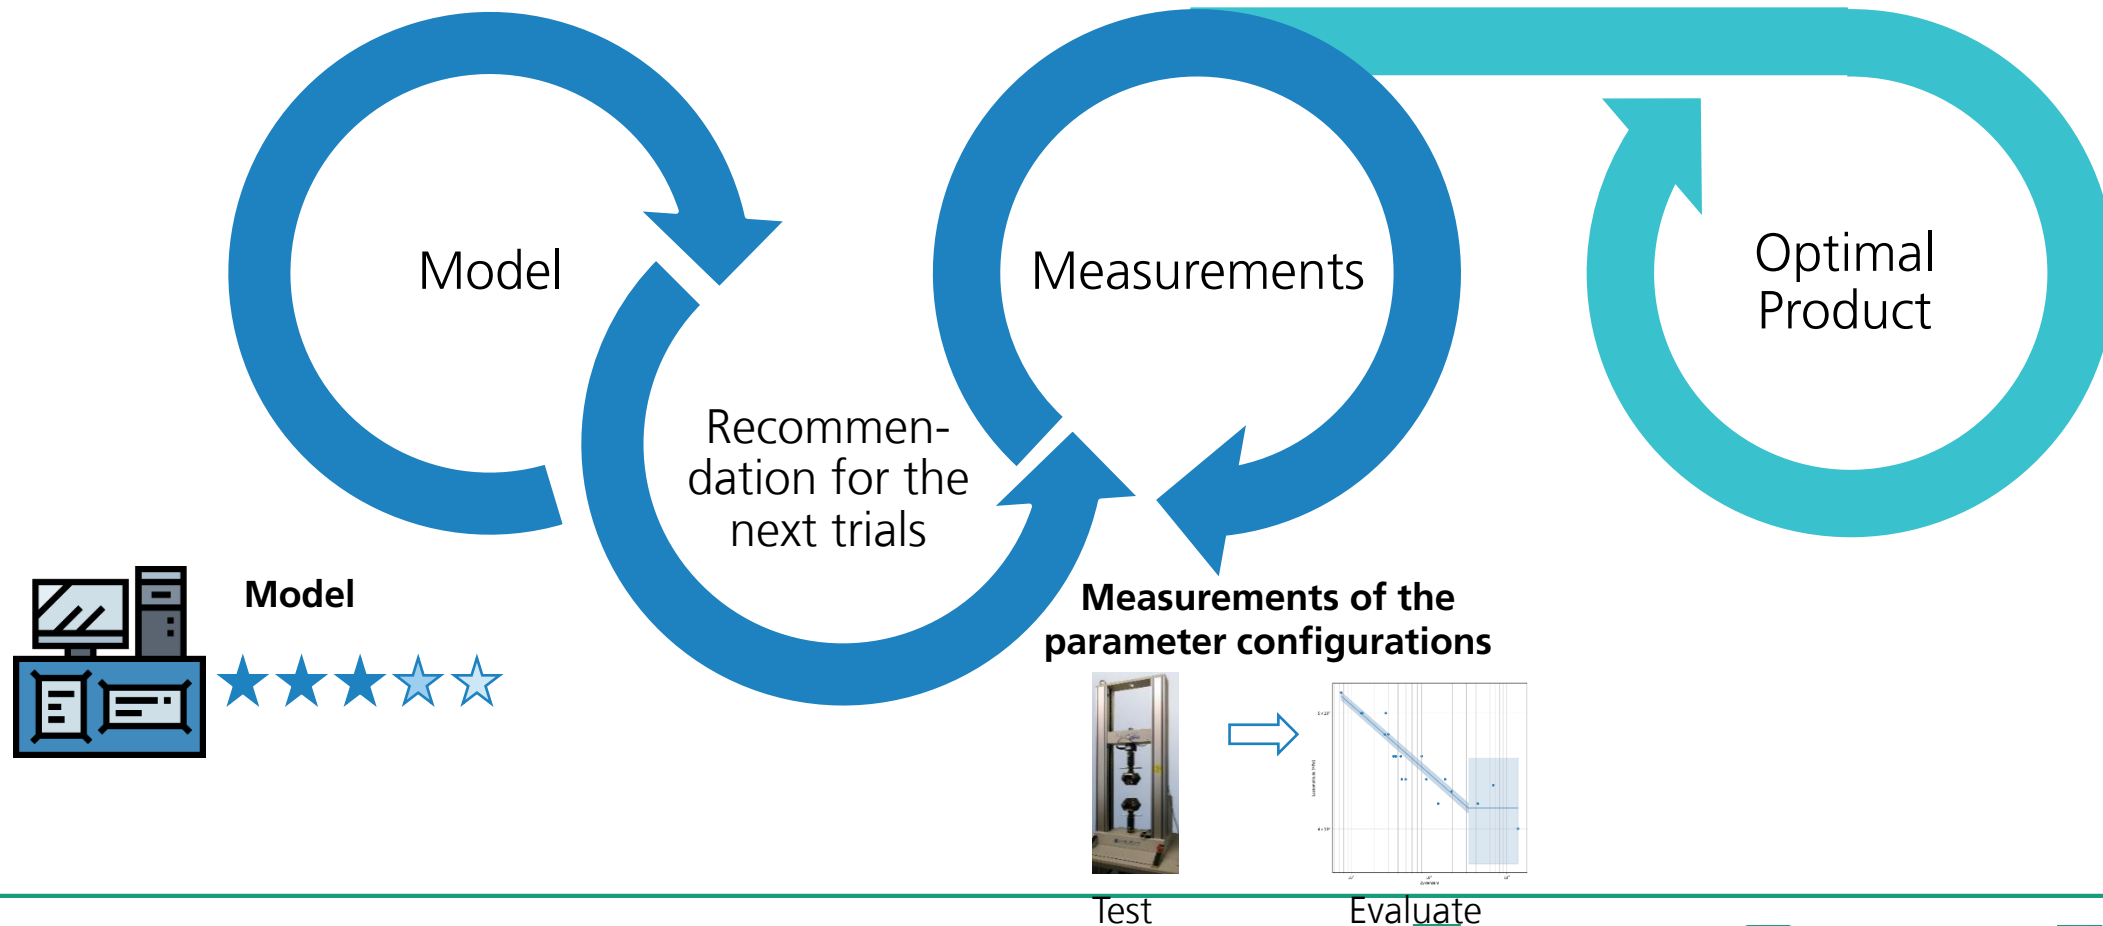 Model
Measurements
Optimal
Product
Recommen-
dation for the
next trials
Model
Measurements of the
parameter configurations
Test
Evaluate